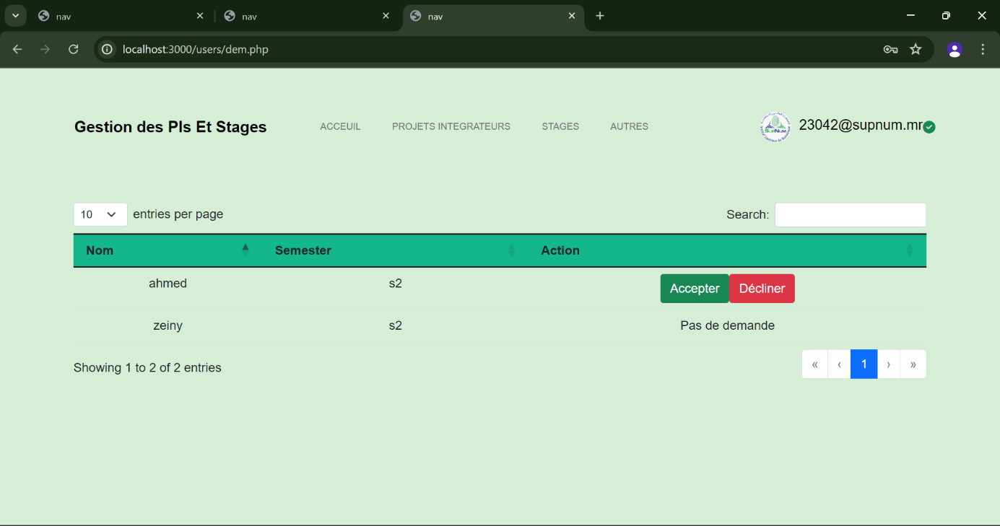 nav
nav
nav
localhost:3000/users/dem.php
Gestion des PIs Et Stages
ACCEUIL
PROJETS INTEGRATEURS
STAGES
AUTRES
SupNum
23042@supnum.mr
10
entries per page
Search:
Nom
Semester
Action
ahmed
s2
Accepter
Décliner
zeiny
s2
Pas de demande
Showing 1 to 2 of 2 entries
« ‹ 1 › »